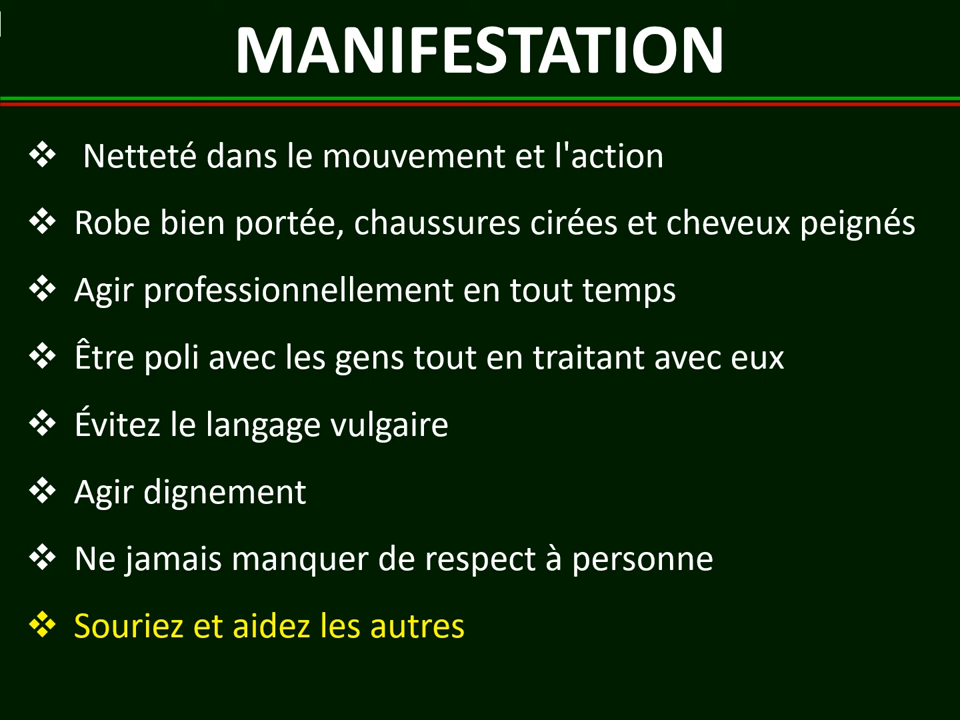 MANIFESTATION
❖ Netteté dans le mouvement et l'action
❖ Robe bien portée, chaussures cirées et cheveux peignés
❖ Agir professionnellement en tout temps
❖ Être poli avec les gens tout en traitant avec eux
❖ Évitez le langage vulgaire
❖ Agir dignement
❖ Ne jamais manquer de respect à personne
❖ Souriez et aidez les autres